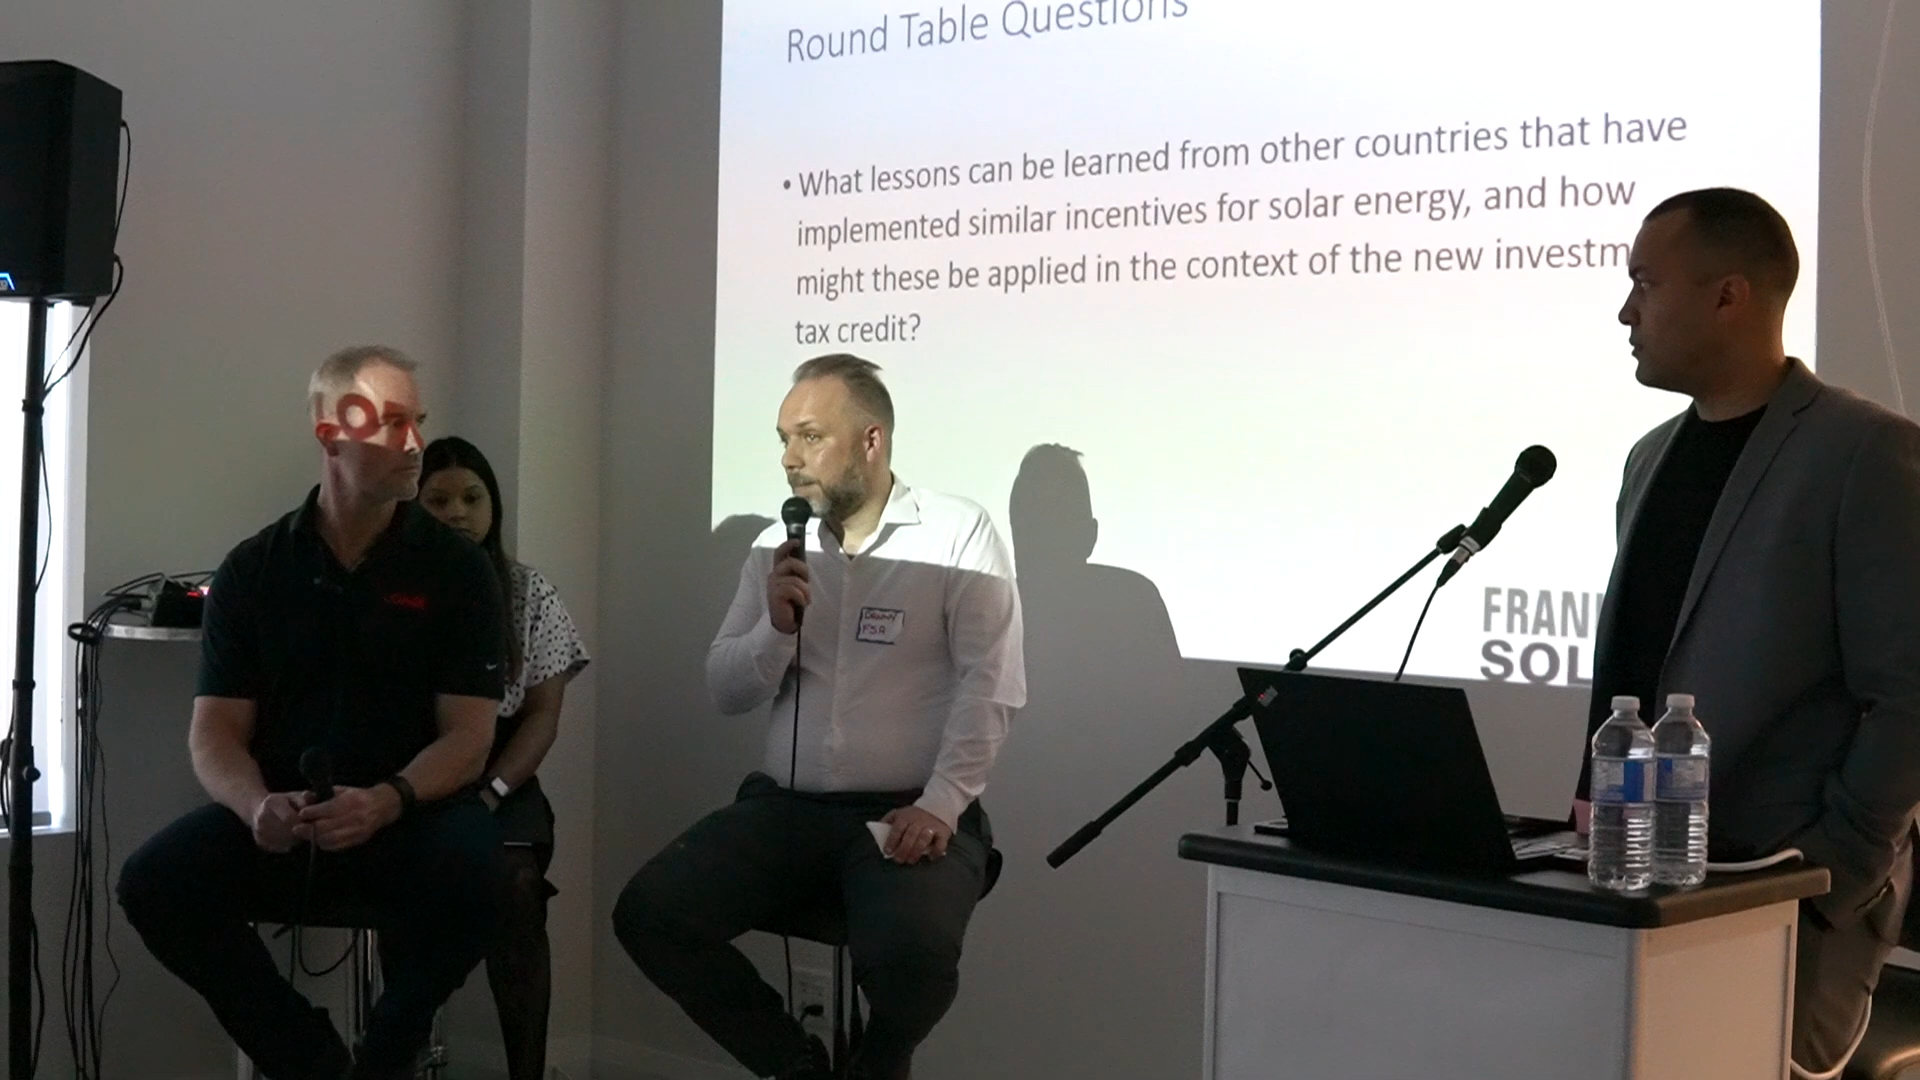 Round Table Questions
• What lessons can be learned from other countries that have
implemented similar incentives for solar energy, and how
might these be applied in the context of the new investm
tax credit?
FRAN
SOL
FSA